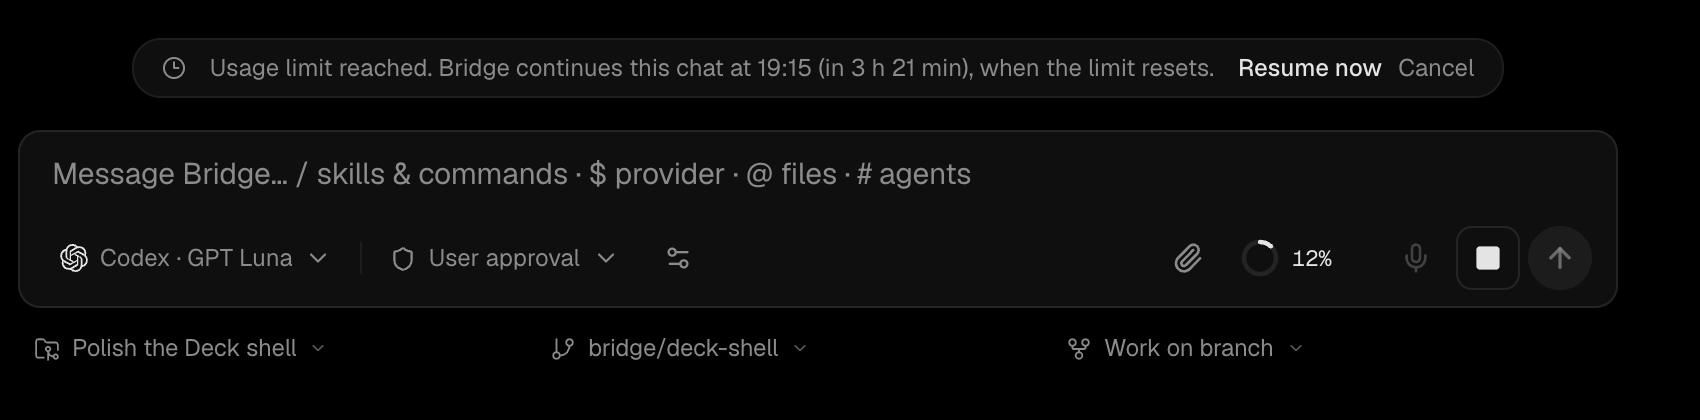 Usage limit reached. Bridge continues this chat at 19:15 (in 3 h 21 min), when the limit resets. Resume now Cancel
Message Bridge... / skills & commands · $ provider · @ files · # agents
Codex · GPT Luna User approval 12%
Polish the Deck shell bridge/deck-shell Work on branch